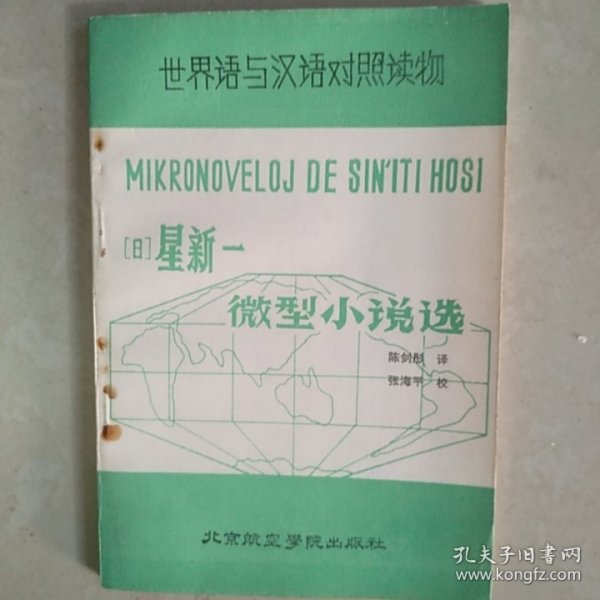 世界语与汉语对照读物
MIKRONOVELOJ DE SIN'ITI HOSI
[日]星新一
微型小说选
陈剑彤 译
张海平 校
北京航空學院出版社
孔夫子旧书网
www.kongfz.com